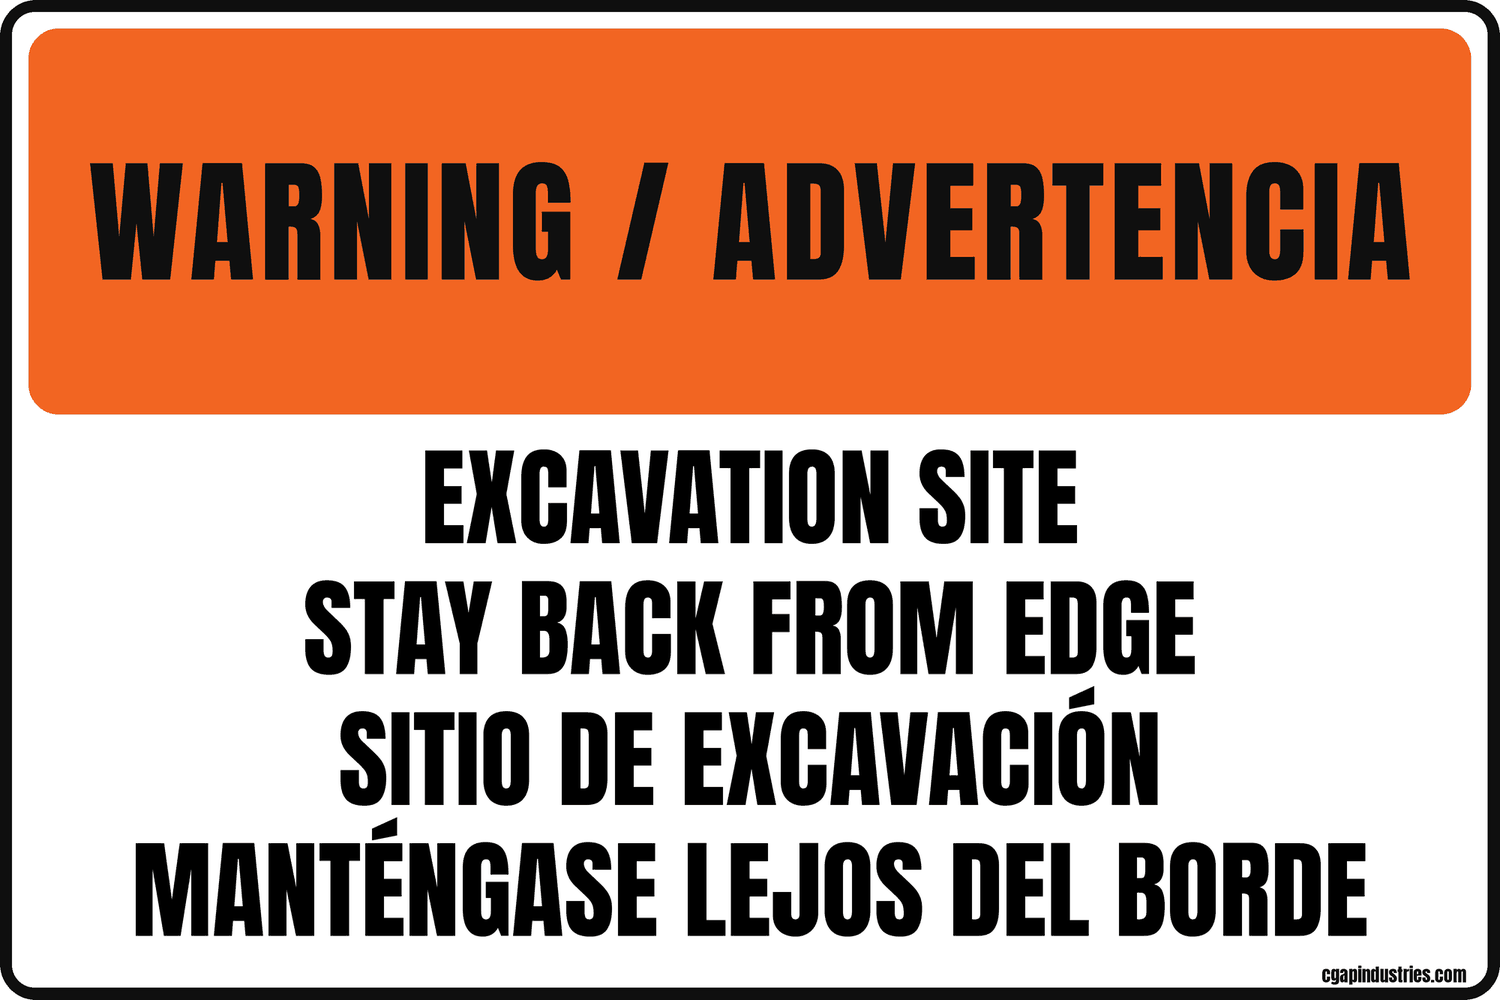 WARNING / ADVERTENCIA
EXCAVATION SITE
STAY BACK FROM EDGE
SITIO DE EXCAVACIÓN
MANTÉNGASE LEJOS DEL BORDE
cgapindustries.com